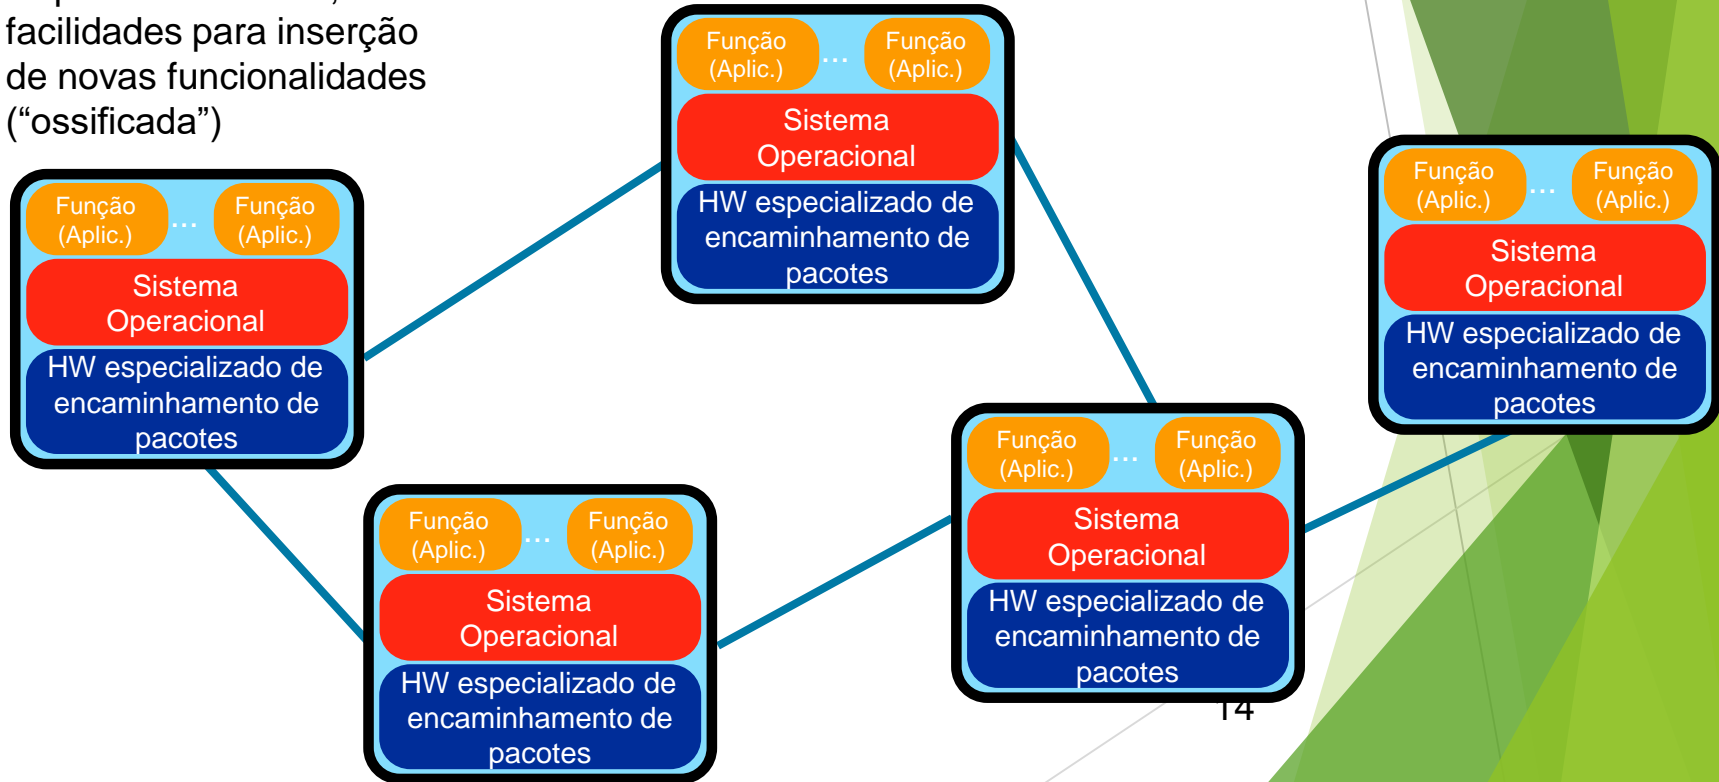 facilidades para inserção
de novas funcionalidades
(“ossificada”)
Função
(Aplic.)
...
Função
(Aplic.)
Sistema
Operacional
HW especializado de
encaminhamento de
pacotes
Função
(Aplic.)
...
Função
(Aplic.)
Sistema
Operacional
HW especializado de
encaminhamento de
pacotes
Função
(Aplic.)
...
Função
(Aplic.)
Sistema
Operacional
HW especializado de
encaminhamento de
pacotes
Função
(Aplic.)
...
Função
(Aplic.)
Sistema
Operacional
HW especializado de
encaminhamento de
pacotes
Função
(Aplic.)
...
Função
(Aplic.)
Sistema
Operacional
HW especializado de
encaminhamento de
pacotes
14